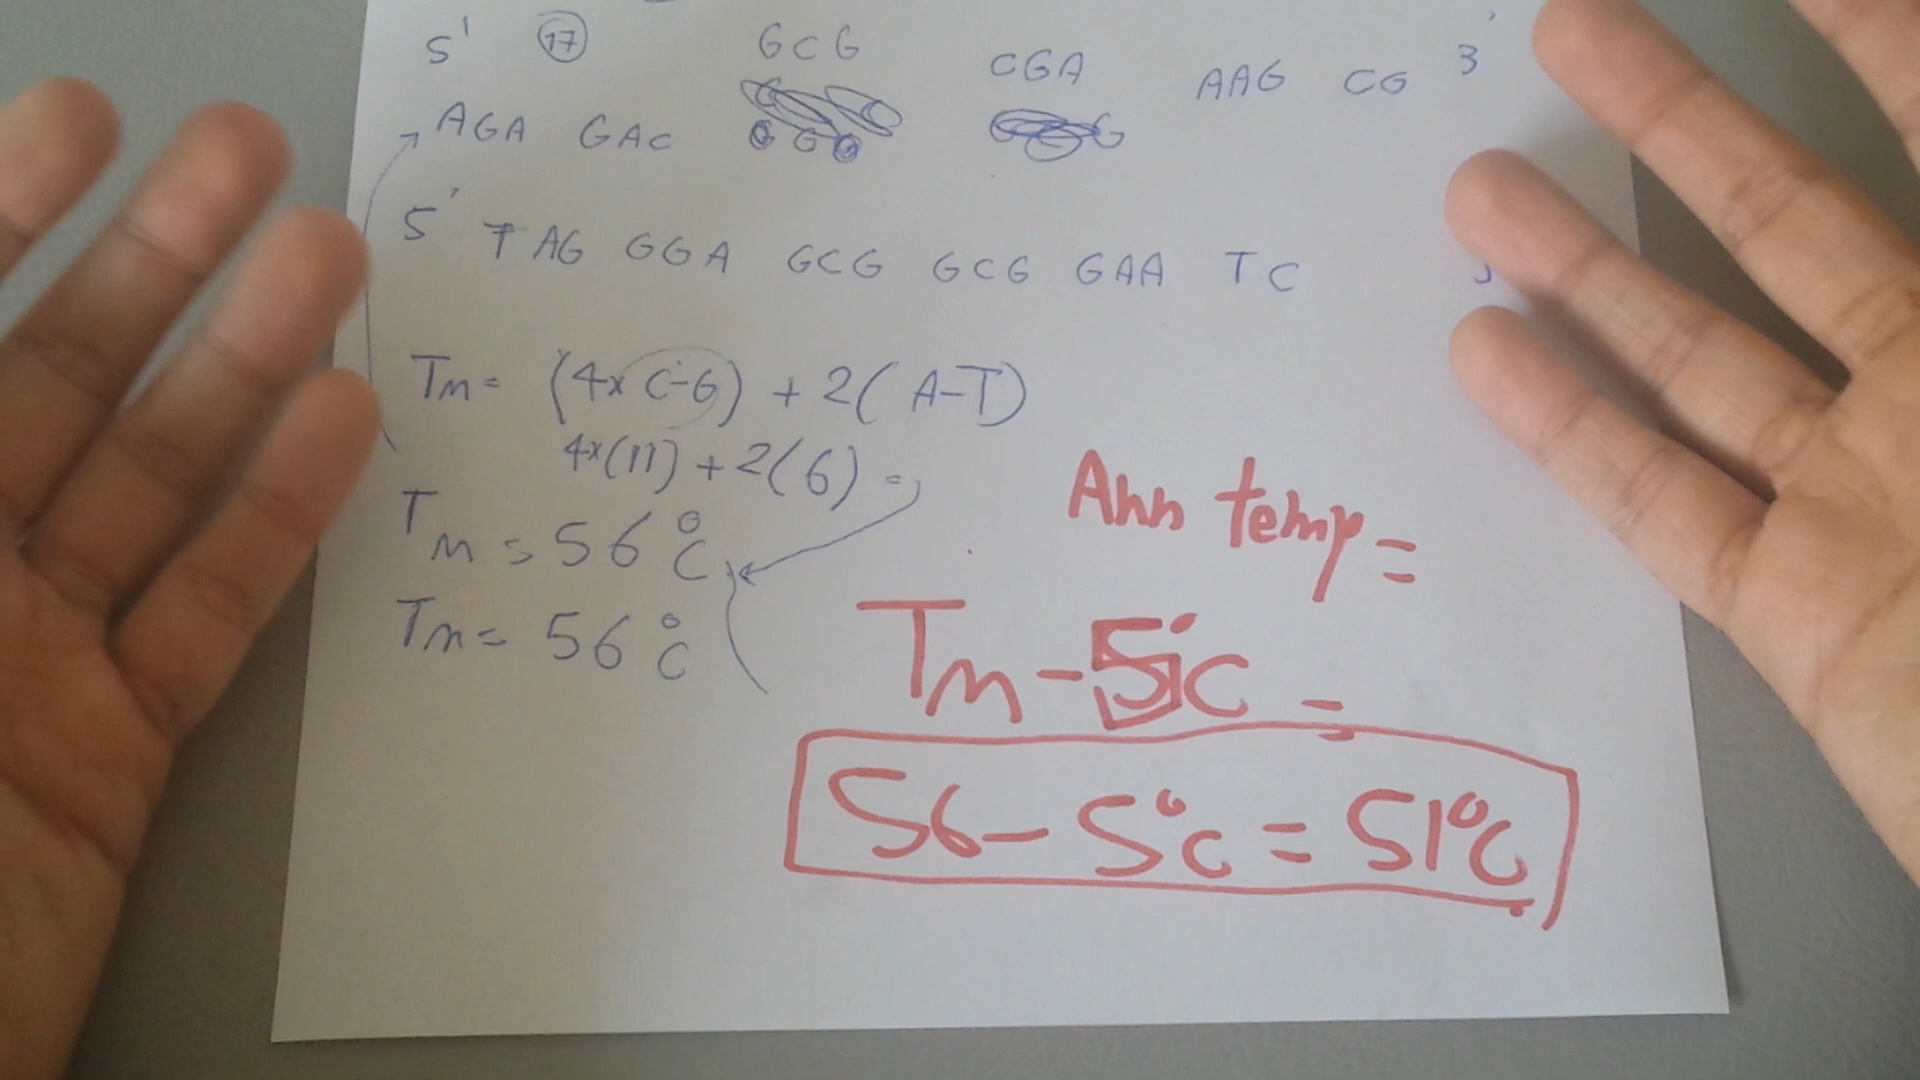 5' 17 GCG CGA AAG CG 3'
AGA GAC
5' TAG GGA GCG GCG GAA TC
Tm= (4x C-G) + 2( A-T)
4x(11) + 2(6) =
Tm = 56°C
Tm= 56°C
Ann temp =
Tm - 5°C =
56 - 5°C = 51°C